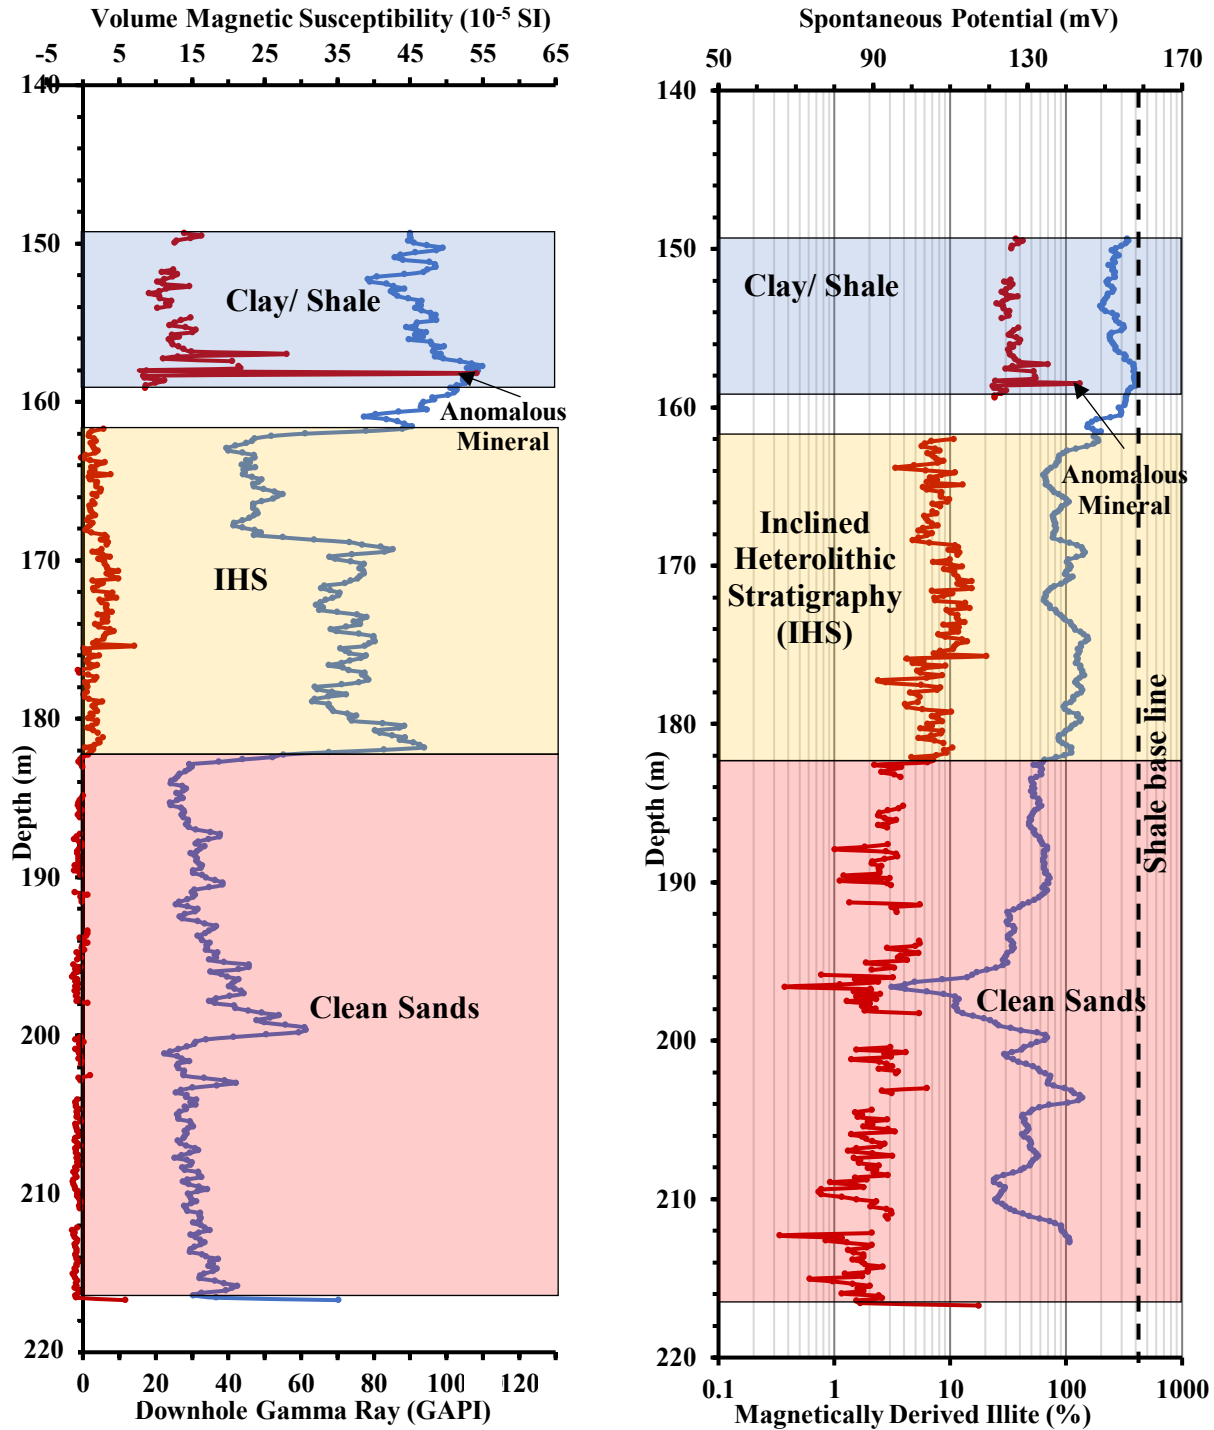 Volume Magnetic Susceptibility (10⁻⁵ SI)
-5 5 15 25 35 45 55 65
140
150
160
170
180
190
200
210
220
Depth (m)
Clay/ Shale
Anomalous
Mineral
IHS
Clean Sands
0 20 40 60 80 100 120
Downhole Gamma Ray (GAPI)
Spontaneous Potential (mV)
50 90 130 170
140
150
160
170
180
190
200
210
220
Depth (m)
Clay/ Shale
Anomalous
Mineral
Inclined
Heterolithic
Stratigraphy
(IHS)
Shale base line
Clean Sands
0.1 1 10 100 1000
Magnetically Derived Illite (%)